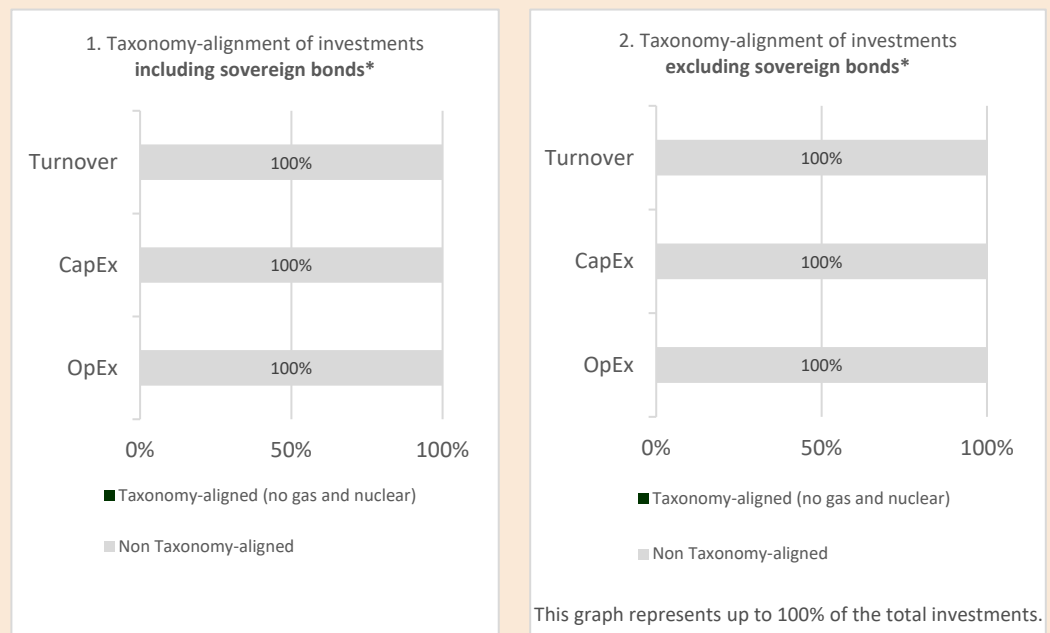 1. Taxonomy-alignment of investments
including sovereign bonds*
Turnover
100%
CapEx
100%
OpEx
100%
0%
50%
100%
Taxonomy-aligned (no gas and nuclear)
Non Taxonomy-aligned
2. Taxonomy-alignment of investments
excluding sovereign bonds*
Turnover
100%
CapEx
100%
OpEx
100%
0%
50%
100%
Taxonomy-aligned (no gas and nuclear)
Non Taxonomy-aligned
This graph represents up to 100% of the total investments.